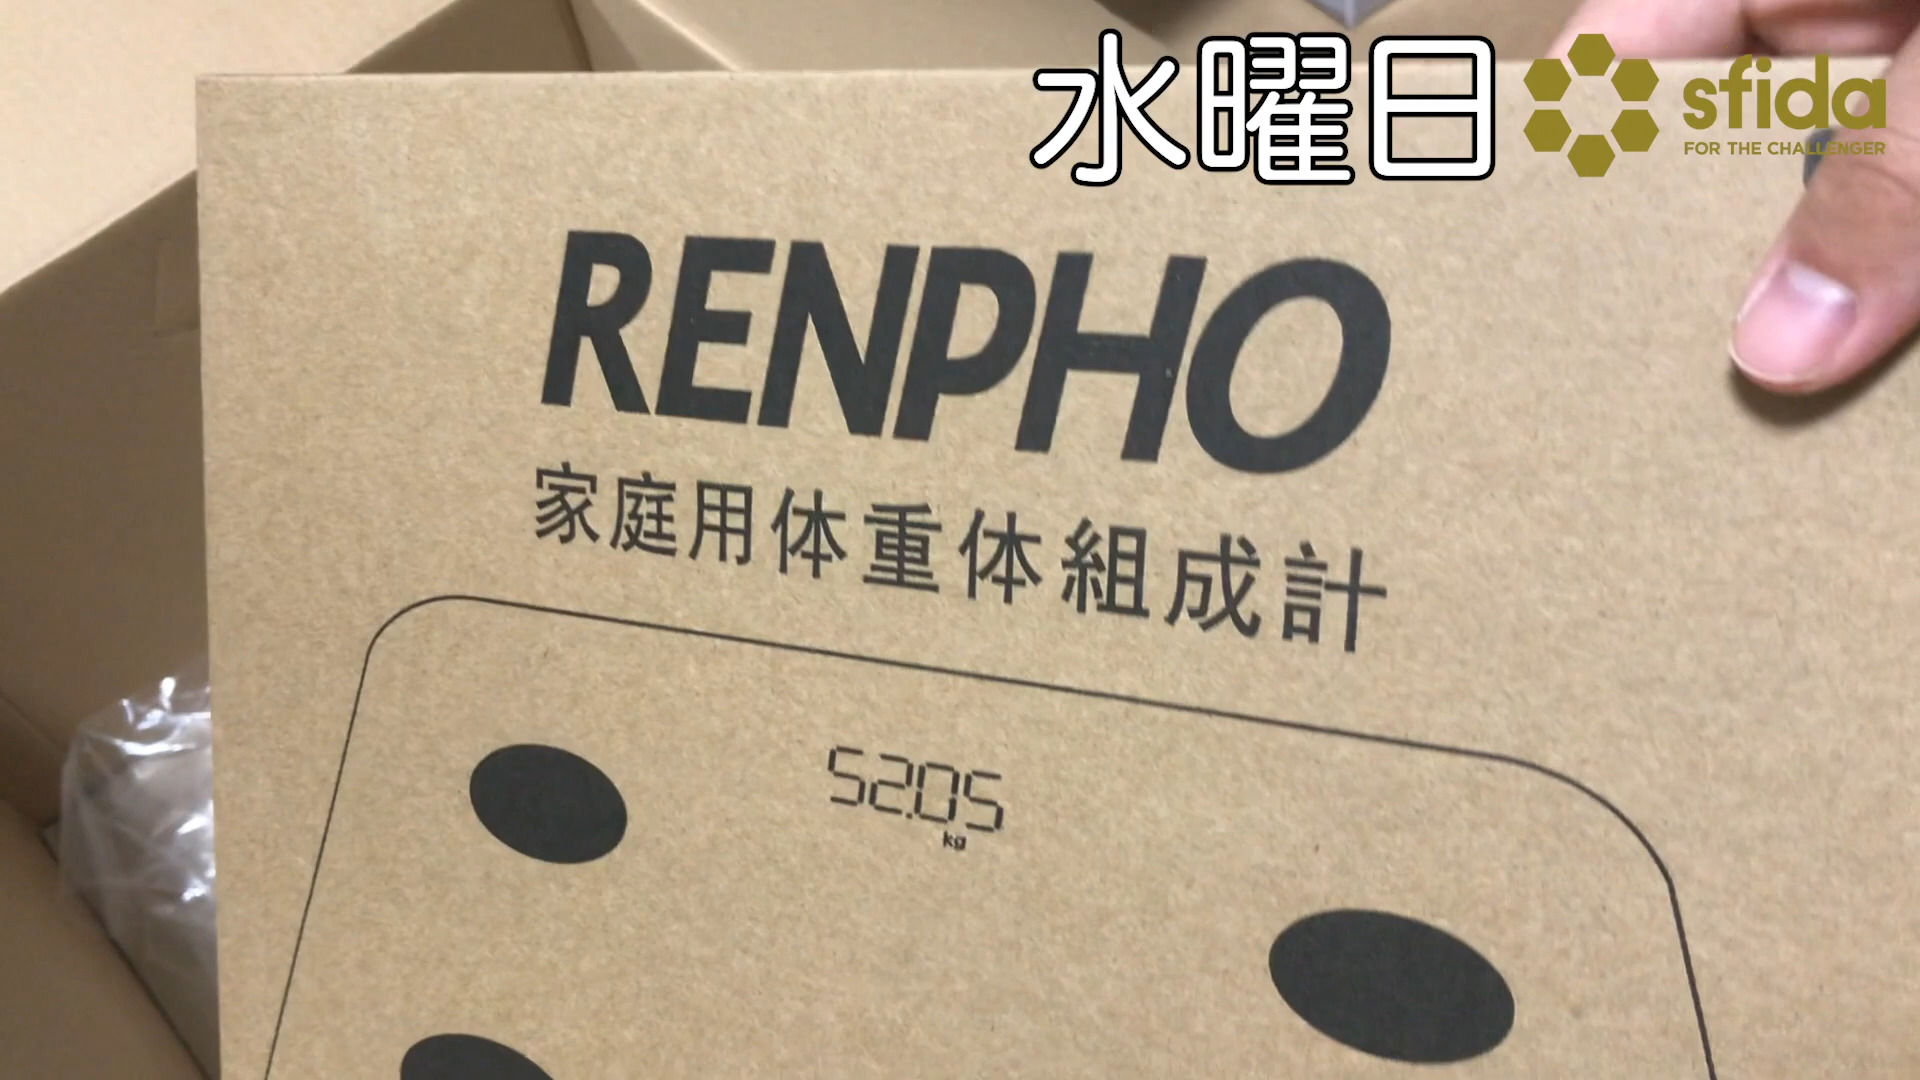 水曜日
sfida
FOR THE CHALLENGER
RENPHO
家庭用体重体組成計
52.05
kg